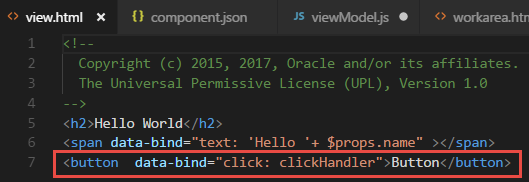 view.html × component.json viewModel.js ● workarea.htm
1 <!--
2 Copyright (c) 2015, 2017, Oracle and/or its affiliates.
3 The Universal Permissive License (UPL), Version 1.0
4 -->
5 <h2>Hello World</h2>
6 <span data-bind="text: 'Hello '+ $props.name" ></span>
7 <button  data-bind="click: clickHandler">Button</button>